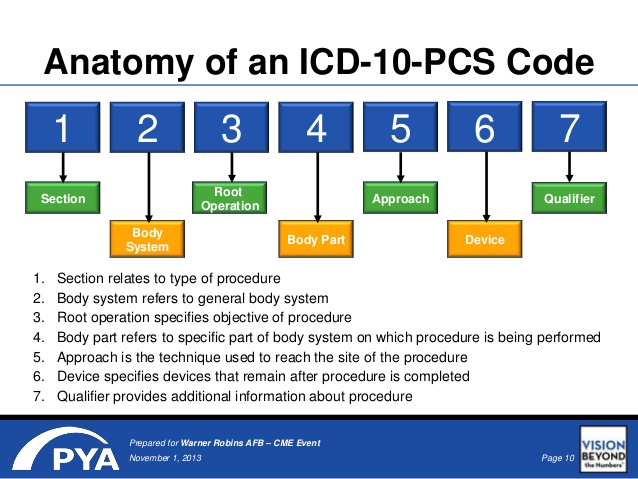 Anatomy of an ICD-10-PCS Code
1 2 3 4 5 6 7
Section
Root
Operation
Approach
Qualifier
Body
System
Body Part
Device
1. Section relates to type of procedure
2. Body system refers to general body system
3. Root operation specifies objective of procedure
4. Body part refers to specific part of body system on which procedure is being performed
5. Approach is the technique used to reach the site of the procedure
6. Device specifies devices that remain after procedure is completed
7. Qualifier provides additional information about procedure
PYA
Prepared for Warner Robins AFB – CME Event
November 1, 2013
Page 10
VISION
BEYOND
the Numbers®